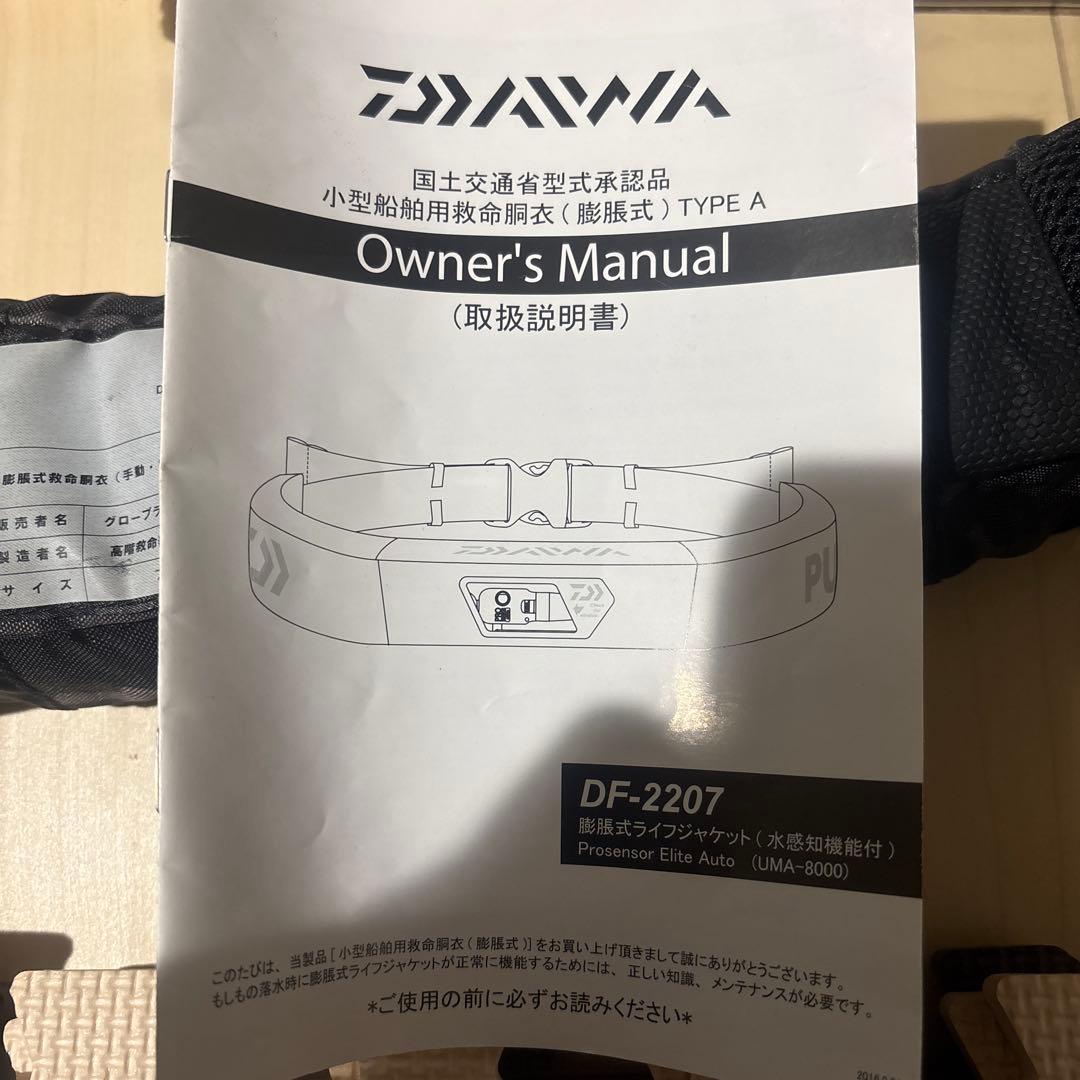 DAIWA
国土交通省型式承認品
小型船舶用救命胴衣(膨脹式)TYPE A
Owner's Manual
(取扱説明書)
膨脹式救命胴衣(手動・
販売者名
グローブラ
製造者名
高階救命
サイズ
DAIWA
PU
DF-2207
膨脹式ライフジャケット(水感知機能付)
Prosensor Elite Auto (UMA-8000)
このたびは、当製品[小型船舶用救命胴衣(膨脹式)]をお買い上げ頂きまして誠にありがとうございます。
もしもの落水時に膨脹式ライフジャケットが正常に機能するためには、正しい知識、メンテナンスが必要です。
*ご使用の前に必ずお読みください*